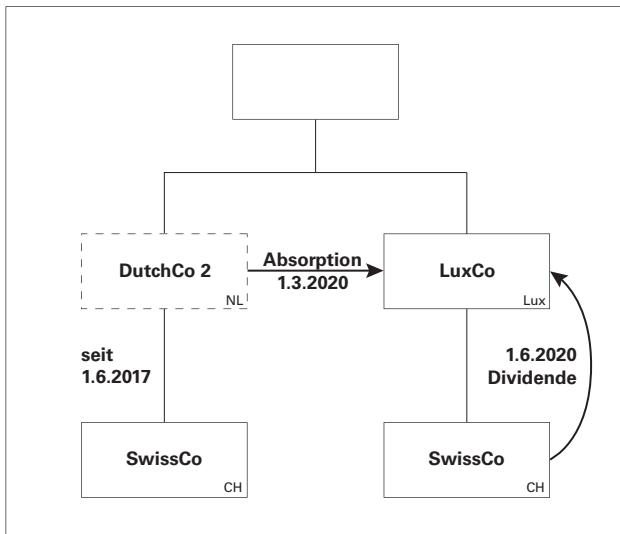 DutchCo 2
NL
Absorption
1.3.2020
LuxCo
Lux
seit
1.6.2017
1.6.2020
Dividende
SwissCo
CH
SwissCo
CH